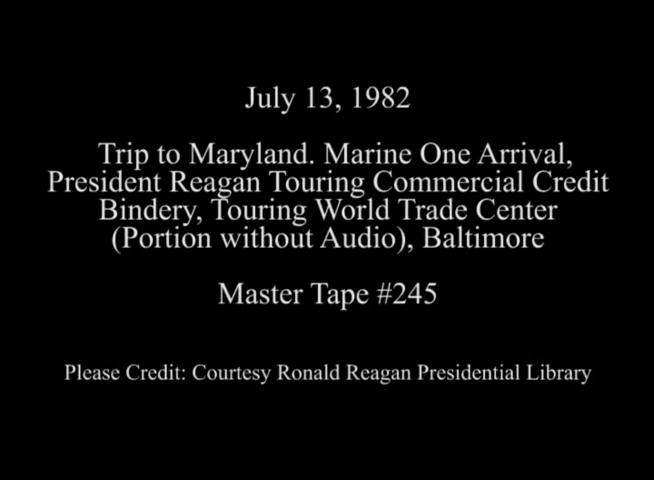 July 13, 1982
Trip to Maryland. Marine One Arrival,
President Reagan Touring Commercial Credit
Bindery, Touring World Trade Center
(Portion without Audio), Baltimore
Master Tape #245
Please Credit: Courtesy Ronald Reagan Presidential Library